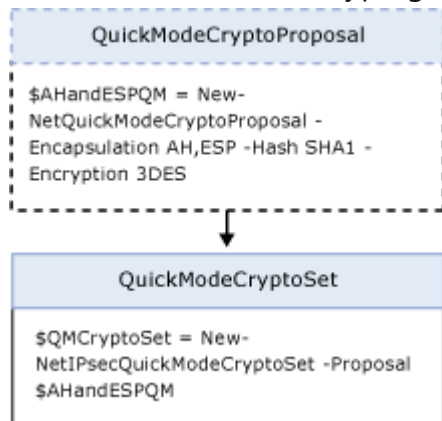 QuickModeCryptoProposal
$AHandESPQM = New-
NetQuickModeCryptoProposal -
Encapsulation AH,ESP -Hash SHA1 -
Encryption 3DES
QuickModeCryptoSet
$QMCryptoSet = New-
NetIPsecQuickModeCryptoSet -Proposal
$AHandESPQM